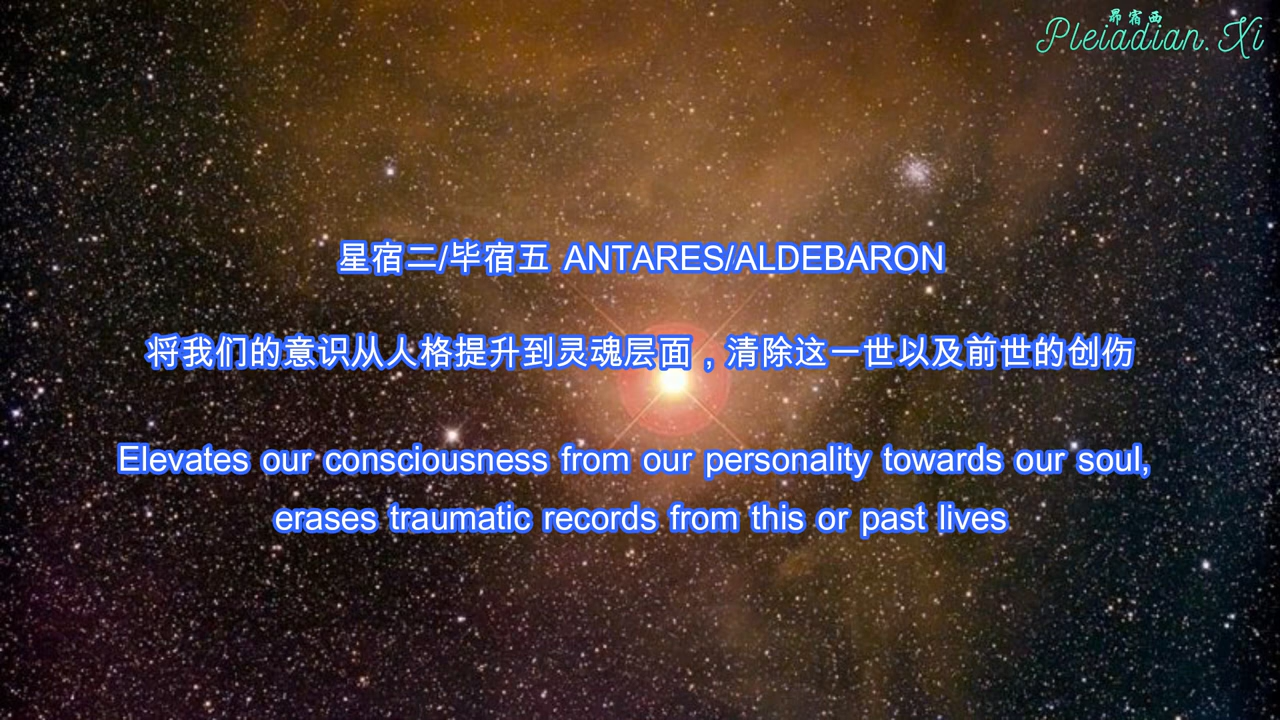 昴宿西
Pleiadian.Xi
星宿二/毕宿五 ANTARES/ALDEBARON
将我们的意识从人格提升到灵魂层面，清除这一世以及前世的创伤
Elevates our consciousness from our personality towards our soul,
erases traumatic records from this or past lives